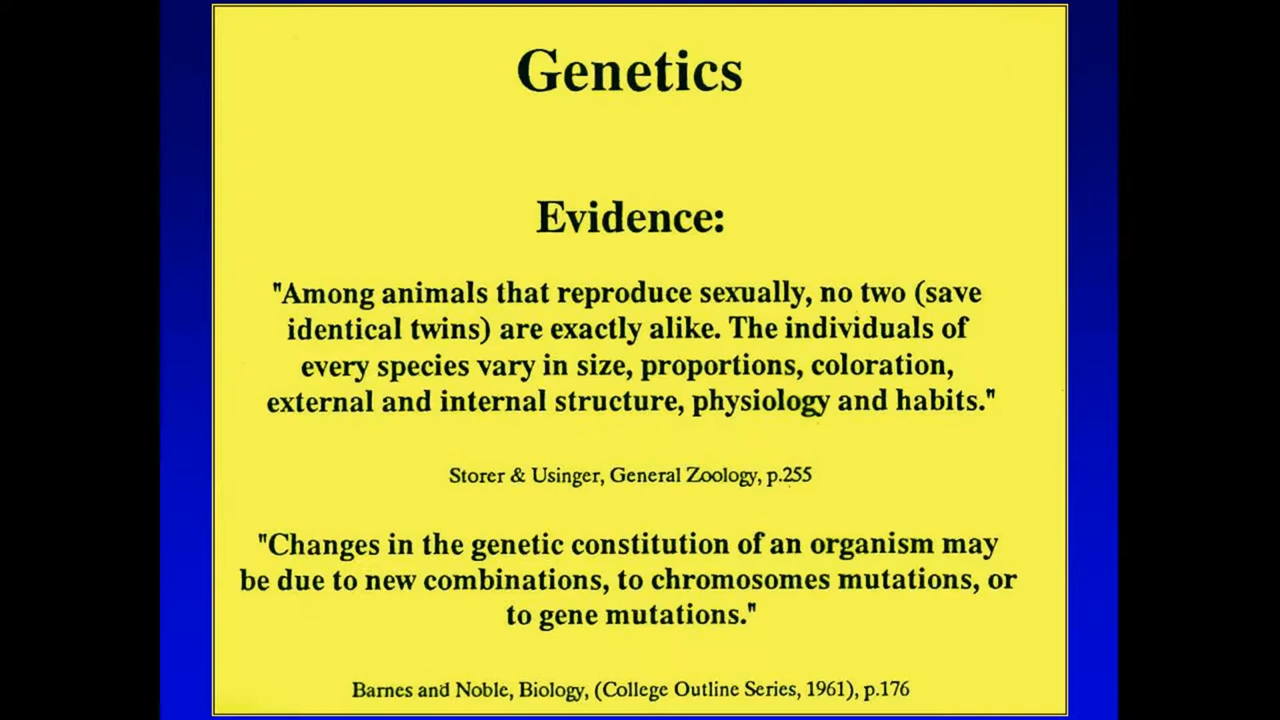 Genetics
Evidence:
"Among animals that reproduce sexually, no two (save
identical twins) are exactly alike. The individuals of
every species vary in size, proportions, coloration,
external and internal structure, physiology and habits."
Storer & Usinger, General Zoology, p.255
"Changes in the genetic constitution of an organism may
be due to new combinations, to chromosomes mutations, or
to gene mutations."
Barnes and Noble, Biology, (College Outline Series, 1961), p.176